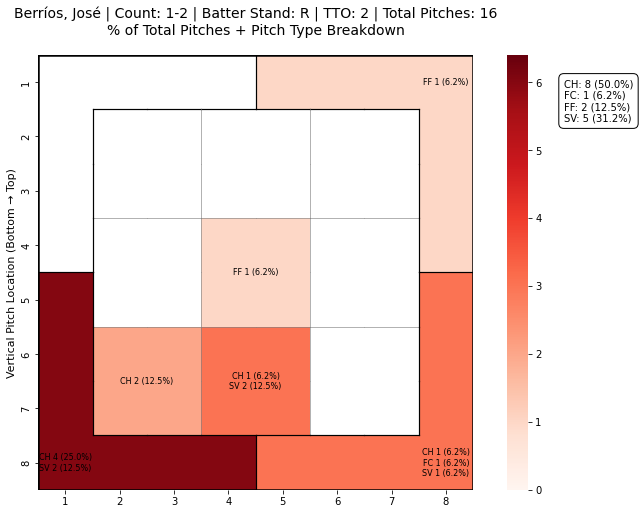 Berríos, José | Count: 1-2 | Batter Stand: R | TTO: 2 | Total Pitches: 16
% of Total Pitches + Pitch Type Breakdown
CH: 8 (50.0%)
FC: 1 (6.2%)
FF: 2 (12.5%)
SV: 5 (31.2%)
Vertical Pitch Location (Bottom → Top)
1
2
3
4
5
6
7
8
FF 1 (6.2%)
FF 1 (6.2%)
CH 2 (12.5%)
CH 1 (6.2%)
SV 2 (12.5%)
CH 4 (25.0%)
SV 2 (12.5%)
CH 1 (6.2%)
FC 1 (6.2%)
SV 1 (6.2%)
1
2
3
4
5
6
7
8
6
5
4
3
2
1
0